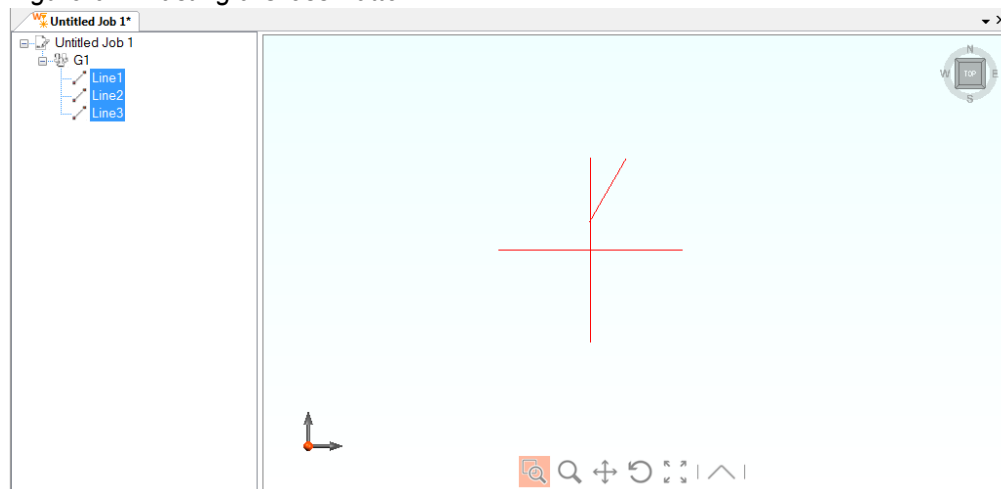 Untitled Job 1*
Untitled Job 1
G1
Line1
Line2
Line3
N
W TOP E
S